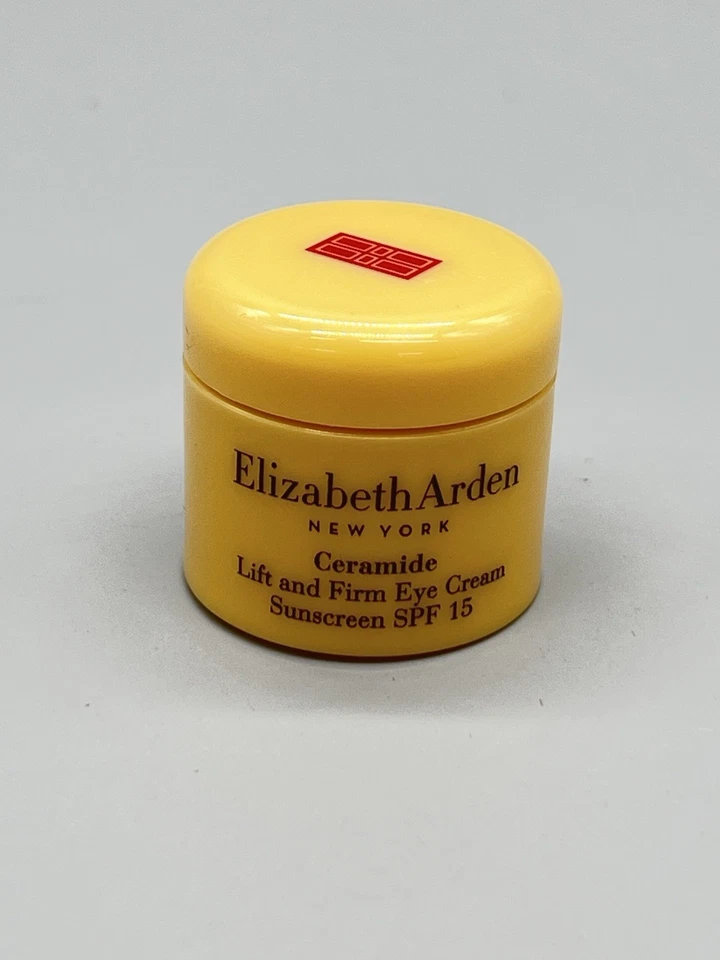 Elizabeth Arden
NEW YORK
Ceramide
Lift and Firm Eye Cream
Sunscreen SPF 15